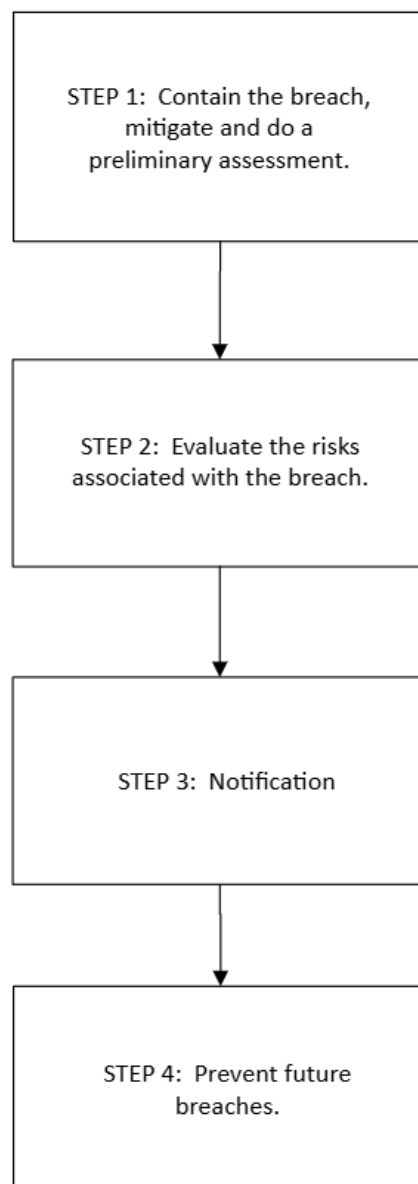 STEP 1:  Contain the breach,
mitigate and do a
preliminary assessment.
STEP 2:  Evaluate the risks
associated with the breach.
STEP 3:  Notification
STEP 4:  Prevent future
breaches.